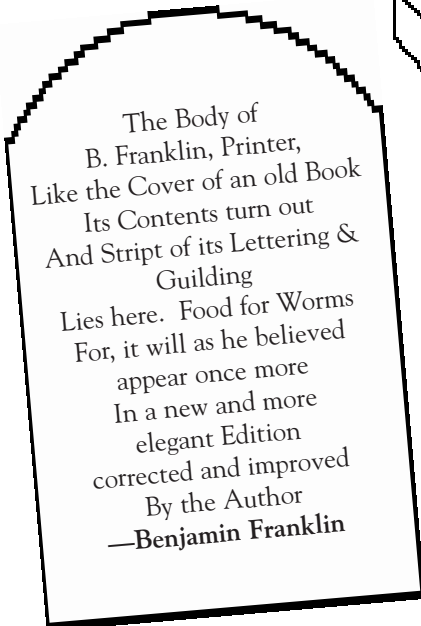 The Body of
B. Franklin, Printer,
Like the Cover of an old Book
Its Contents turn out
And Stript of its Lettering &
Guilding
Lies here.  Food for Worms
For, it will as he believed
appear once more
In a new and more
elegant Edition
corrected and improved
By the Author
—Benjamin Franklin